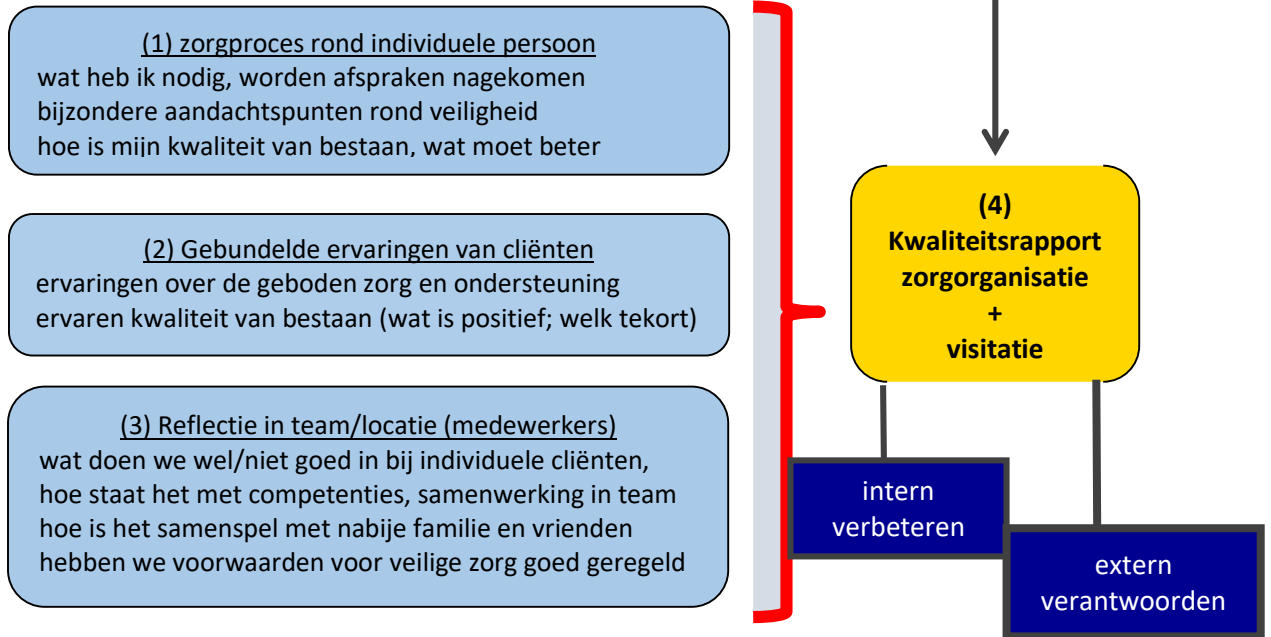 (1) zorgproces rond individuele persoon
wat heb ik nodig, worden afspraken nagekomen
bijzondere aandachtspunten rond veiligheid
hoe is mijn kwaliteit van bestaan, wat moet beter
(2) Gebundelde ervaringen van cliënten
ervaringen over de geboden zorg en ondersteuning
ervaren kwaliteit van bestaan (wat is positief; welk tekort)
(3) Reflectie in team/locatie (medewerkers)
wat doen we wel/niet goed in bij individuele cliënten,
hoe staat het met competenties, samenwerking in team
hoe is het samenspel met nabije familie en vrienden
hebben we voorwaarden voor veilige zorg goed geregeld
(4)
Kwaliteitsrapport
zorgorganisatie
+
visitatie
intern
verbeteren
extern
verantwoorden